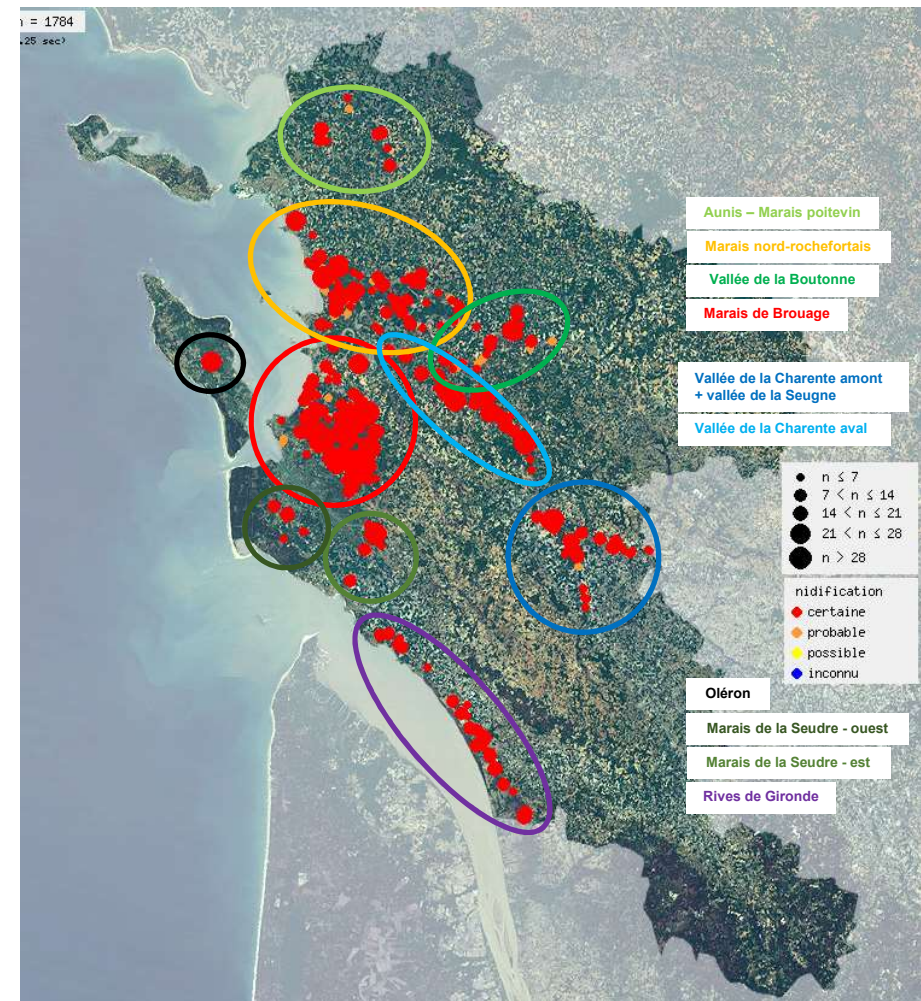 n = 1784
.25 sec)
Aunis – Marais poitevin
Marais nord-rochefortais
Vallée de la Boutonne
Marais de Brouage
Vallée de la Charente amont
+ vallée de la Seugne
Vallée de la Charente aval
n ≤ 7
7 < n ≤ 14
14 < n ≤ 21
21 < n ≤ 28
n > 28
nidification
certaine
probable
possible
inconnu
Oléron
Marais de la Seudre - ouest
Marais de la Seudre - est
Rives de Gironde